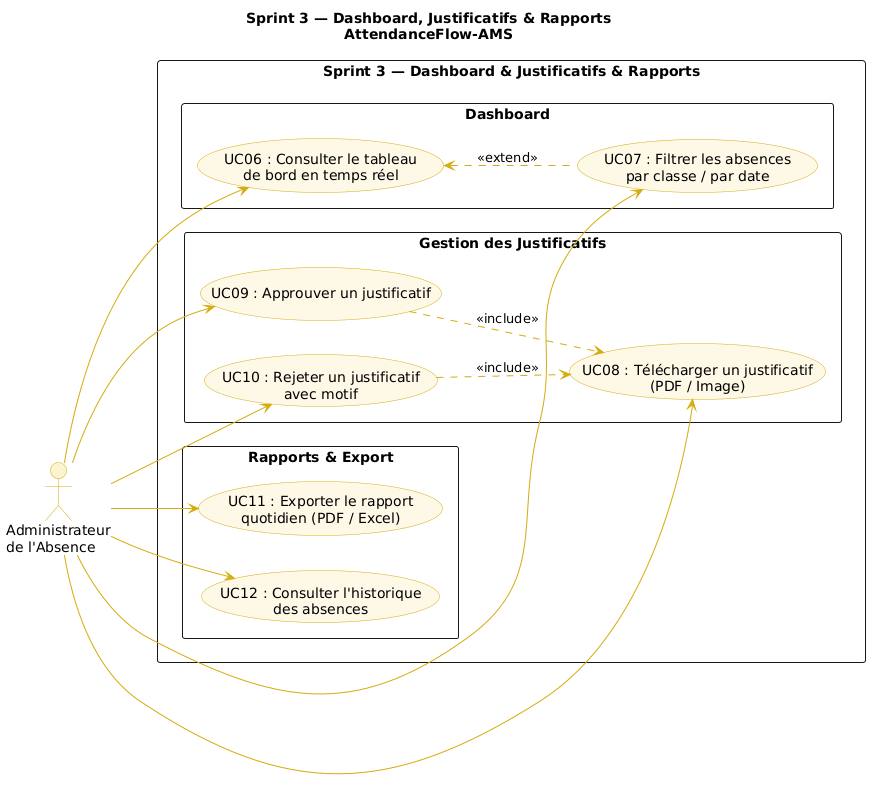 Sprint 3 — Dashboard, Justificatifs & Rapports
AttendanceFlow-AMS
Sprint 3 — Dashboard & Justificatifs & Rapports
Dashboard
UC06 : Consulter le tableau
de bord en temps réel
«extend»
UC07 : Filtrer les absences
par classe / par date
Gestion des Justificatifs
UC09 : Approuver un justificatif
«include»
UC10 : Rejeter un justificatif
avec motif
«include»
UC08 : Télécharger un justificatif
(PDF / Image)
Rapports & Export
UC11 : Exporter le rapport
quotidien (PDF / Excel)
UC12 : Consulter l'historique
des absences
Administrateur
de l'Absence